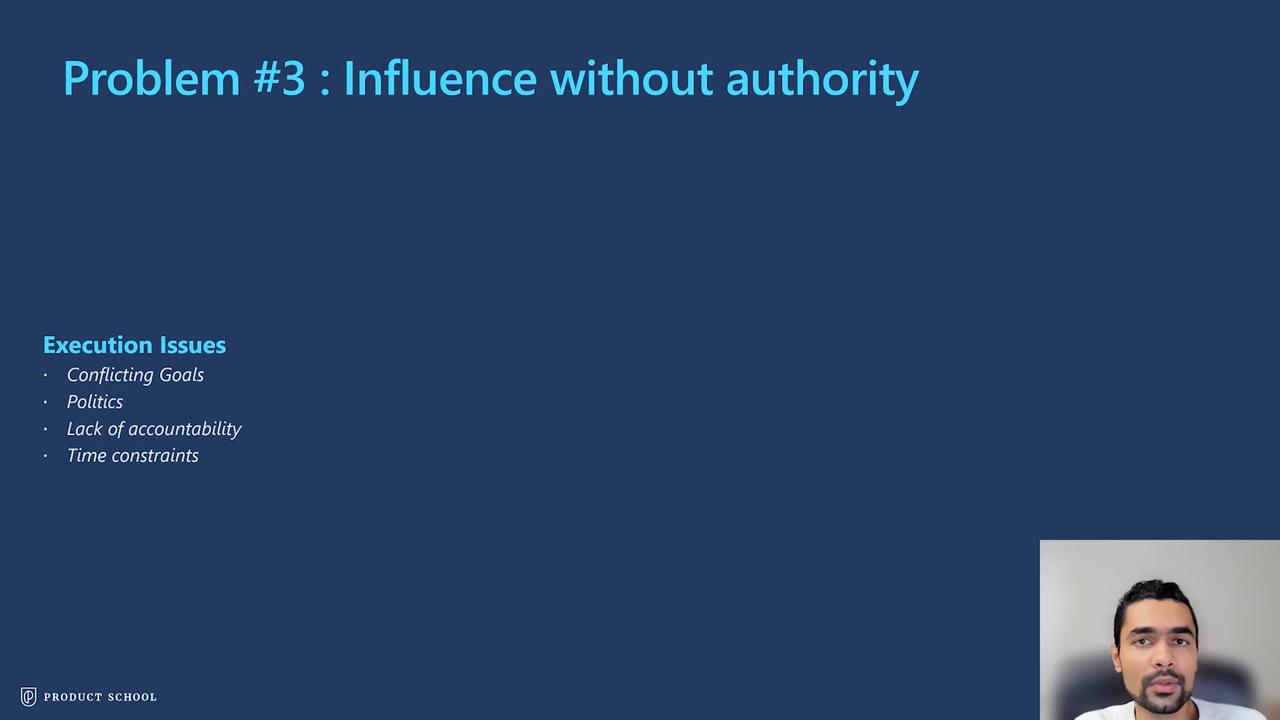 Problem #3 : Influence without authority
Execution Issues
· Conflicting Goals
· Politics
· Lack of accountability
· Time constraints
PRODUCT SCHOOL